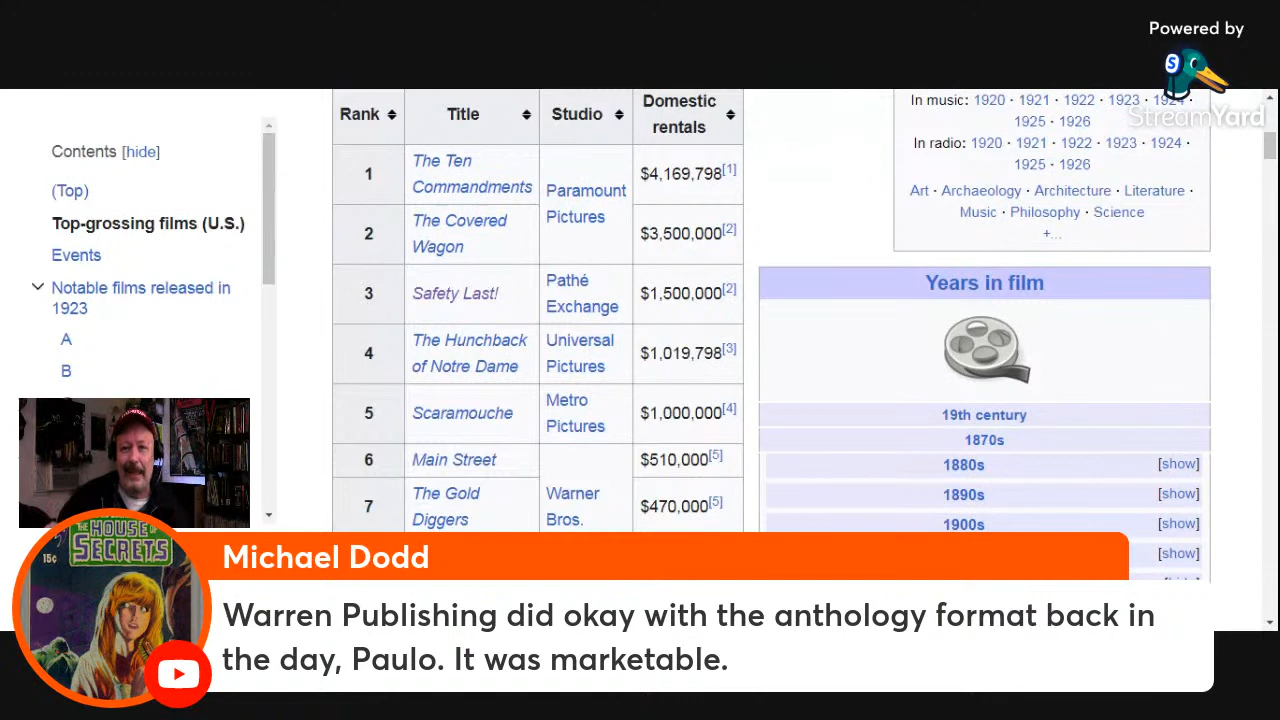 Powered by
StreamYard
Contents [hide]
(Top)
Top-grossing films (U.S.)
Events
Notable films released in
1923
A
B
Rank Title Studio Domestic
rentals
1 The Ten
Commandments Paramount
Pictures $4,169,798[1]
2 The Covered
Wagon $3,500,000[2]
3 Safety Last! Pathé
Exchange $1,500,000[2]
4 The Hunchback
of Notre Dame Universal
Pictures $1,019,798[3]
5 Scaramouche Metro
Pictures $1,000,000[4]
6 Main Street $510,000[5]
7 The Gold
Diggers Warner
Bros. $470,000[5]
In music: 1920 · 1921 · 1922 · 1923 · 1924 ·
1925 · 1926
In radio: 1920 · 1921 · 1922 · 1923 · 1924 ·
1925 · 1926
Art · Archaeology · Architecture · Literature ·
Music · Philosophy · Science
+...
Years in film
19th century
1870s
1880s [show]
1890s [show]
1900s [show]
[show]
THE HOUSE OF
SECRETS
15¢
Michael Dodd
Warren Publishing did okay with the anthology format back in
the day, Paulo. It was marketable.